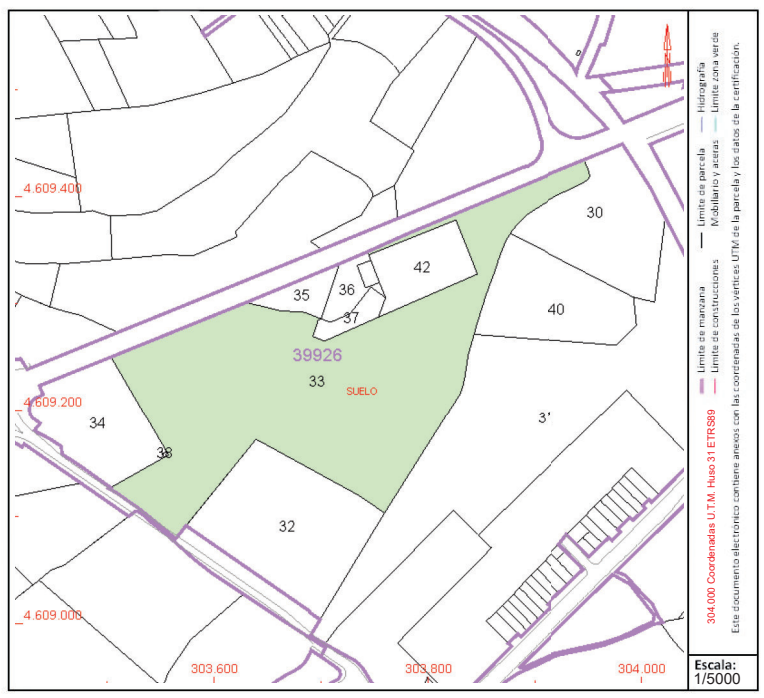 4.609.400
30
42
36
35
40
37
39926
33
SUELO
4.609.200
34
38
32
4.609.000
303.600
303.800
304.000
304.000 Coordenadas U.T.M. Huso 31 ETRS89
Límite de manzana
Límite de parcela
Hidrografía
Límite de construcciones
Mobiliario y aceras
Límite zona verde
Este documento electrónico contiene anexos con las coordenadas de los vértices UTM de la parcela y los datos de la certificación.
Escala:
1/5000